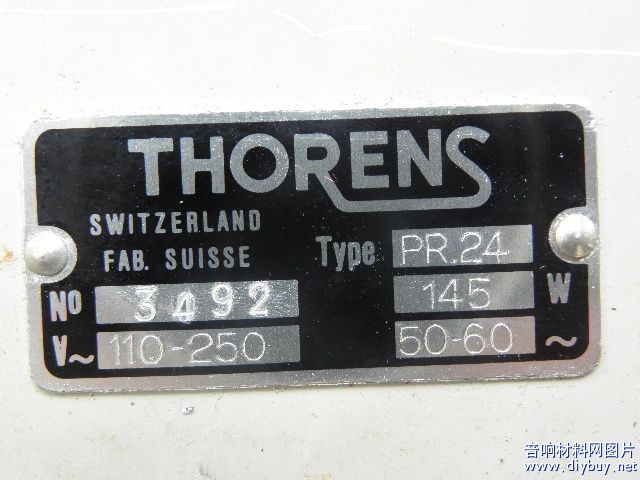 THORENS
SWITZERLAND
FAB. SUISSE
Type PR.24
No 3492
145 W
V~ 110-250
50-60 ~
音响材料网图片
www.diybuy.net